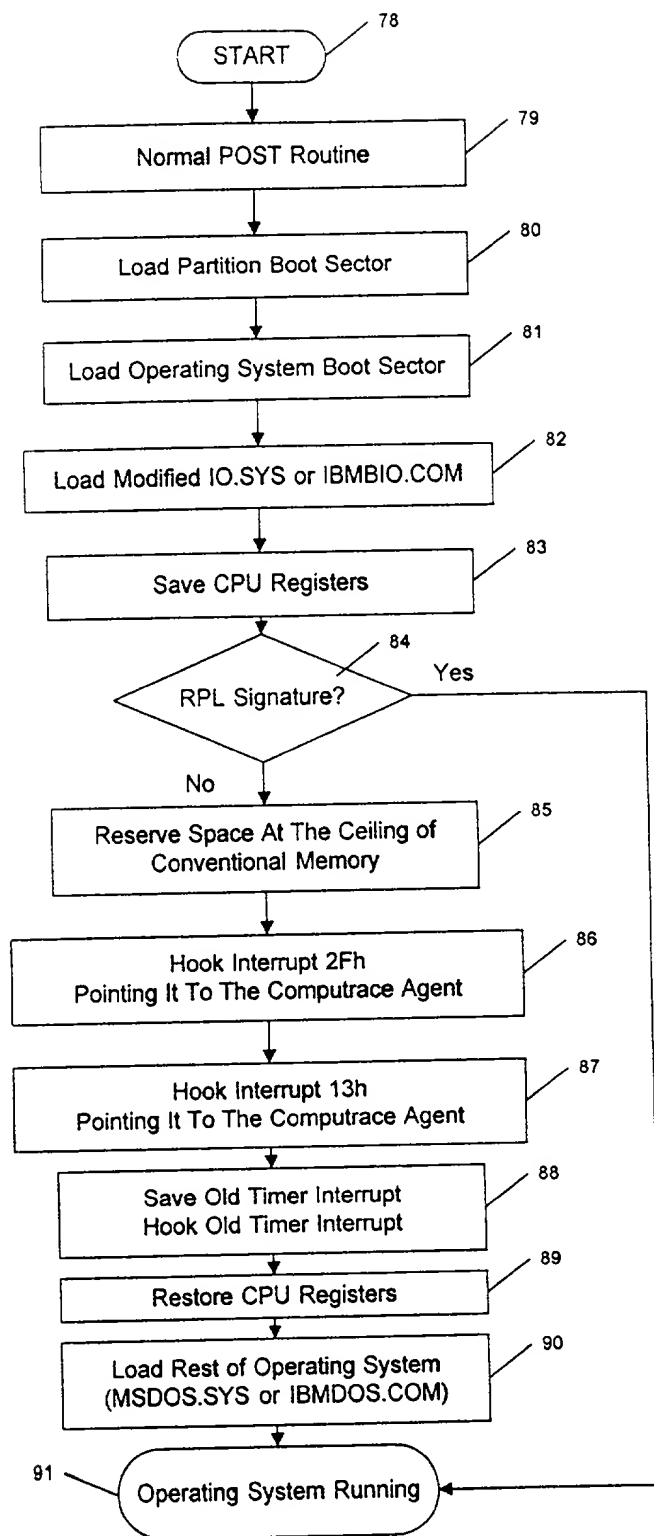 78
START
79
Normal POST Routine
80
Load Partition Boot Sector
81
Load Operating System Boot Sector
82
Load Modified IO.SYS or IBMBIO.COM
83
Save CPU Registers
84
RPL Signature?
Yes
No
85
Reserve Space At The Ceiling of
Conventional Memory
86
Hook Interrupt 2Fh
Pointing It To The Computrace Agent
87
Hook Interrupt 13h
Pointing It To The Computrace Agent
88
Save Old Timer Interrupt
Hook Old Timer Interrupt
89
Restore CPU Registers
90
Load Rest of Operating System
(MSDOS.SYS or IBMDOS.COM)
91
Operating System Running